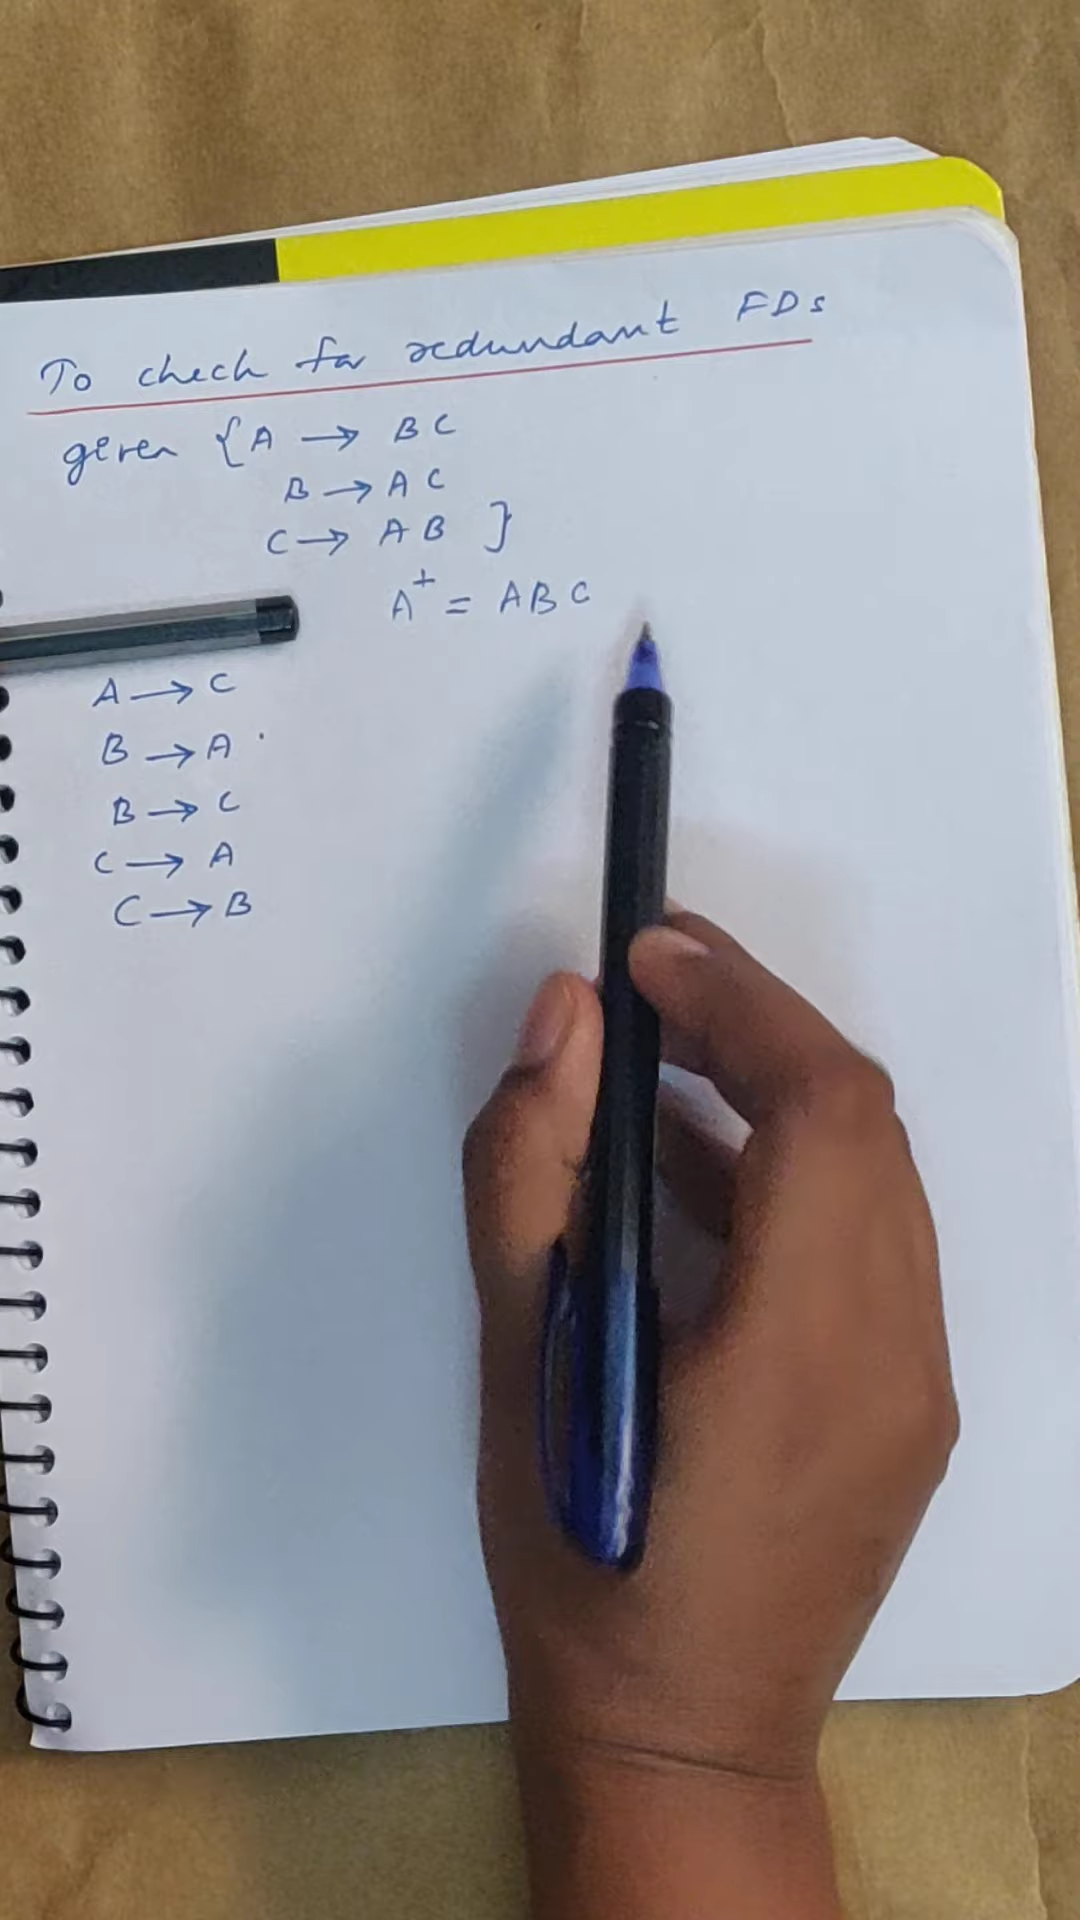 To check for redundant FDs
given { A → BC
B → AC
C → AB }
A⁺ = ABC
A → C
B → A
B → C
C → A
C → B